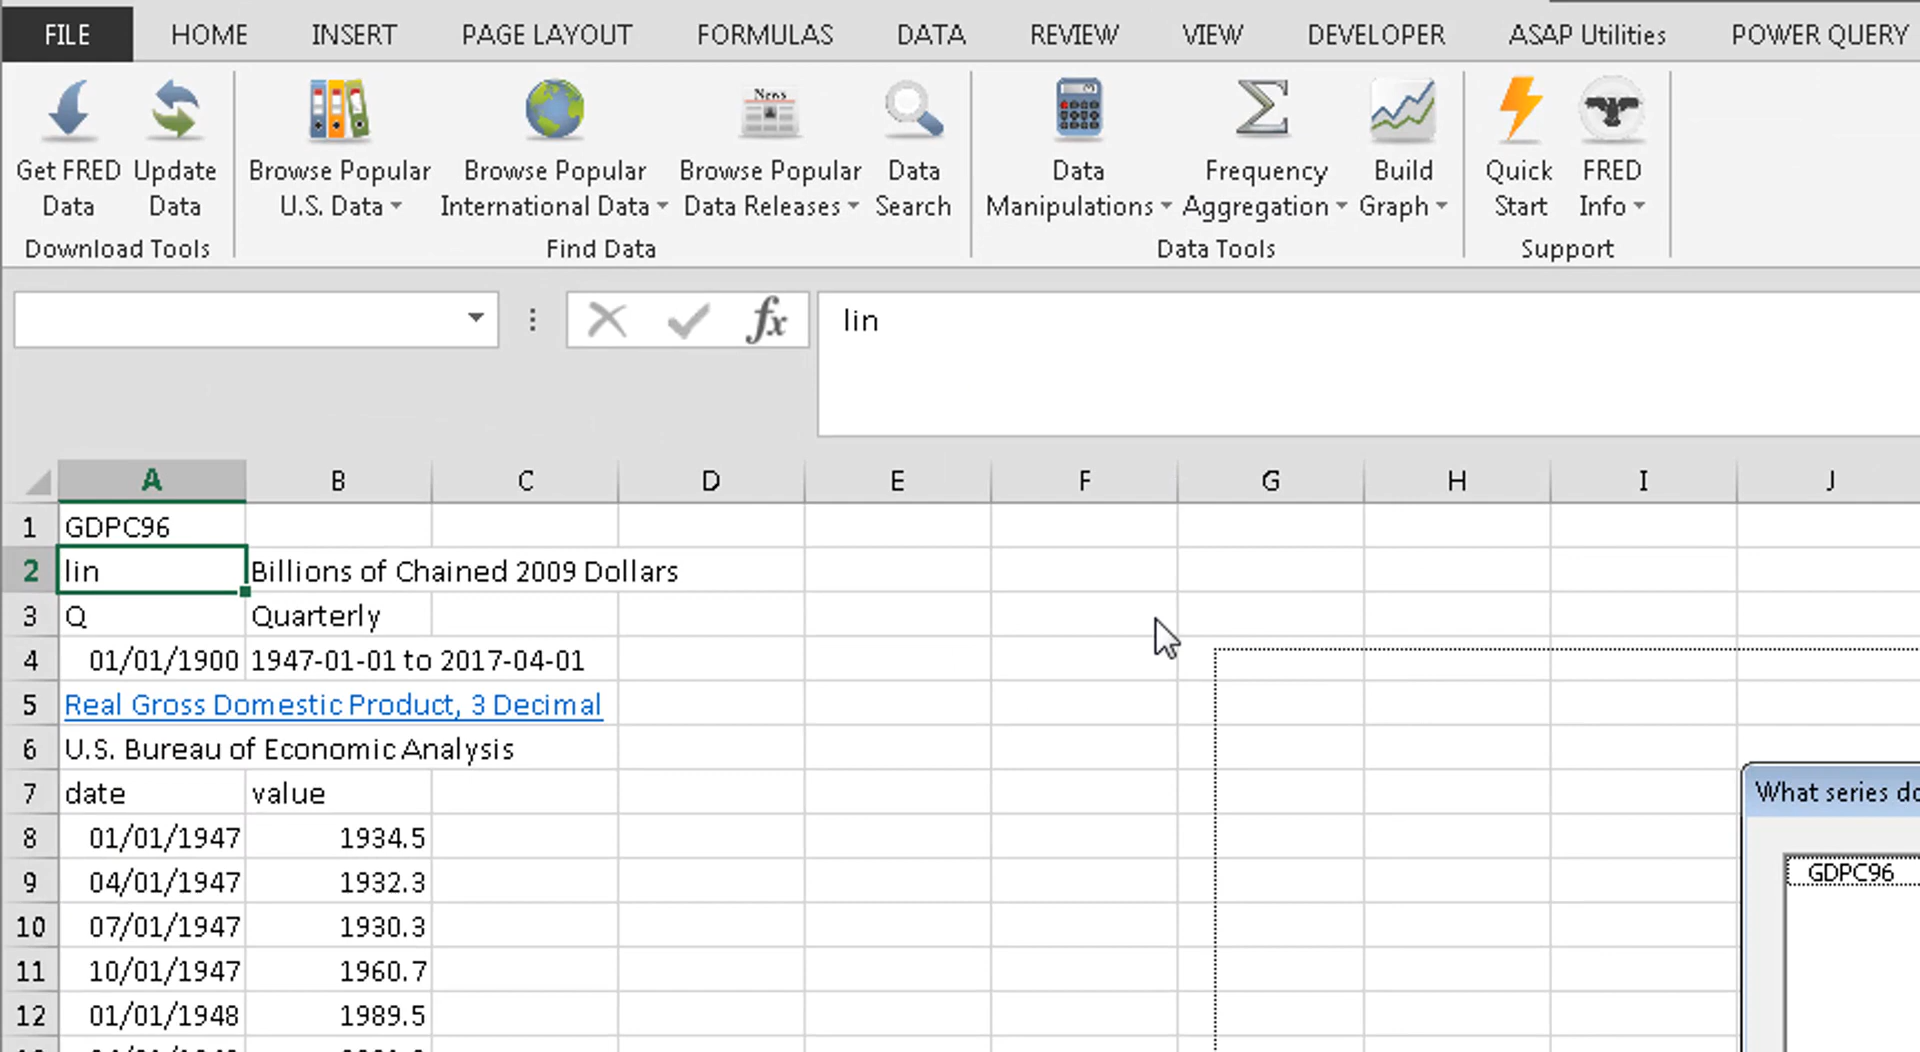 FILE HOME INSERT PAGE LAYOUT FORMULAS DATA REVIEW VIEW DEVELOPER ASAP Utilities POWER QUERY
News
Get FRED Data Update Data Browse Popular U.S. Data Browse Popular International Data Browse Popular Data Releases Data Search Data Manipulations Frequency Aggregation Build Graph Quick Start FRED Info
Download Tools Find Data Data Tools Support
fx lin
A B C D E F G H I J
1 GDPC96
2 lin Billions of Chained 2009 Dollars
3 Q Quarterly
4 01/01/1900 1947-01-01 to 2017-04-01
5 Real Gross Domestic Product, 3 Decimal
6 U.S. Bureau of Economic Analysis
7 date value
What series do
8 01/01/1947 1934.5
GDPC96
9 04/01/1947 1932.3
10 07/01/1947 1930.3
11 10/01/1947 1960.7
12 01/01/1948 1989.5